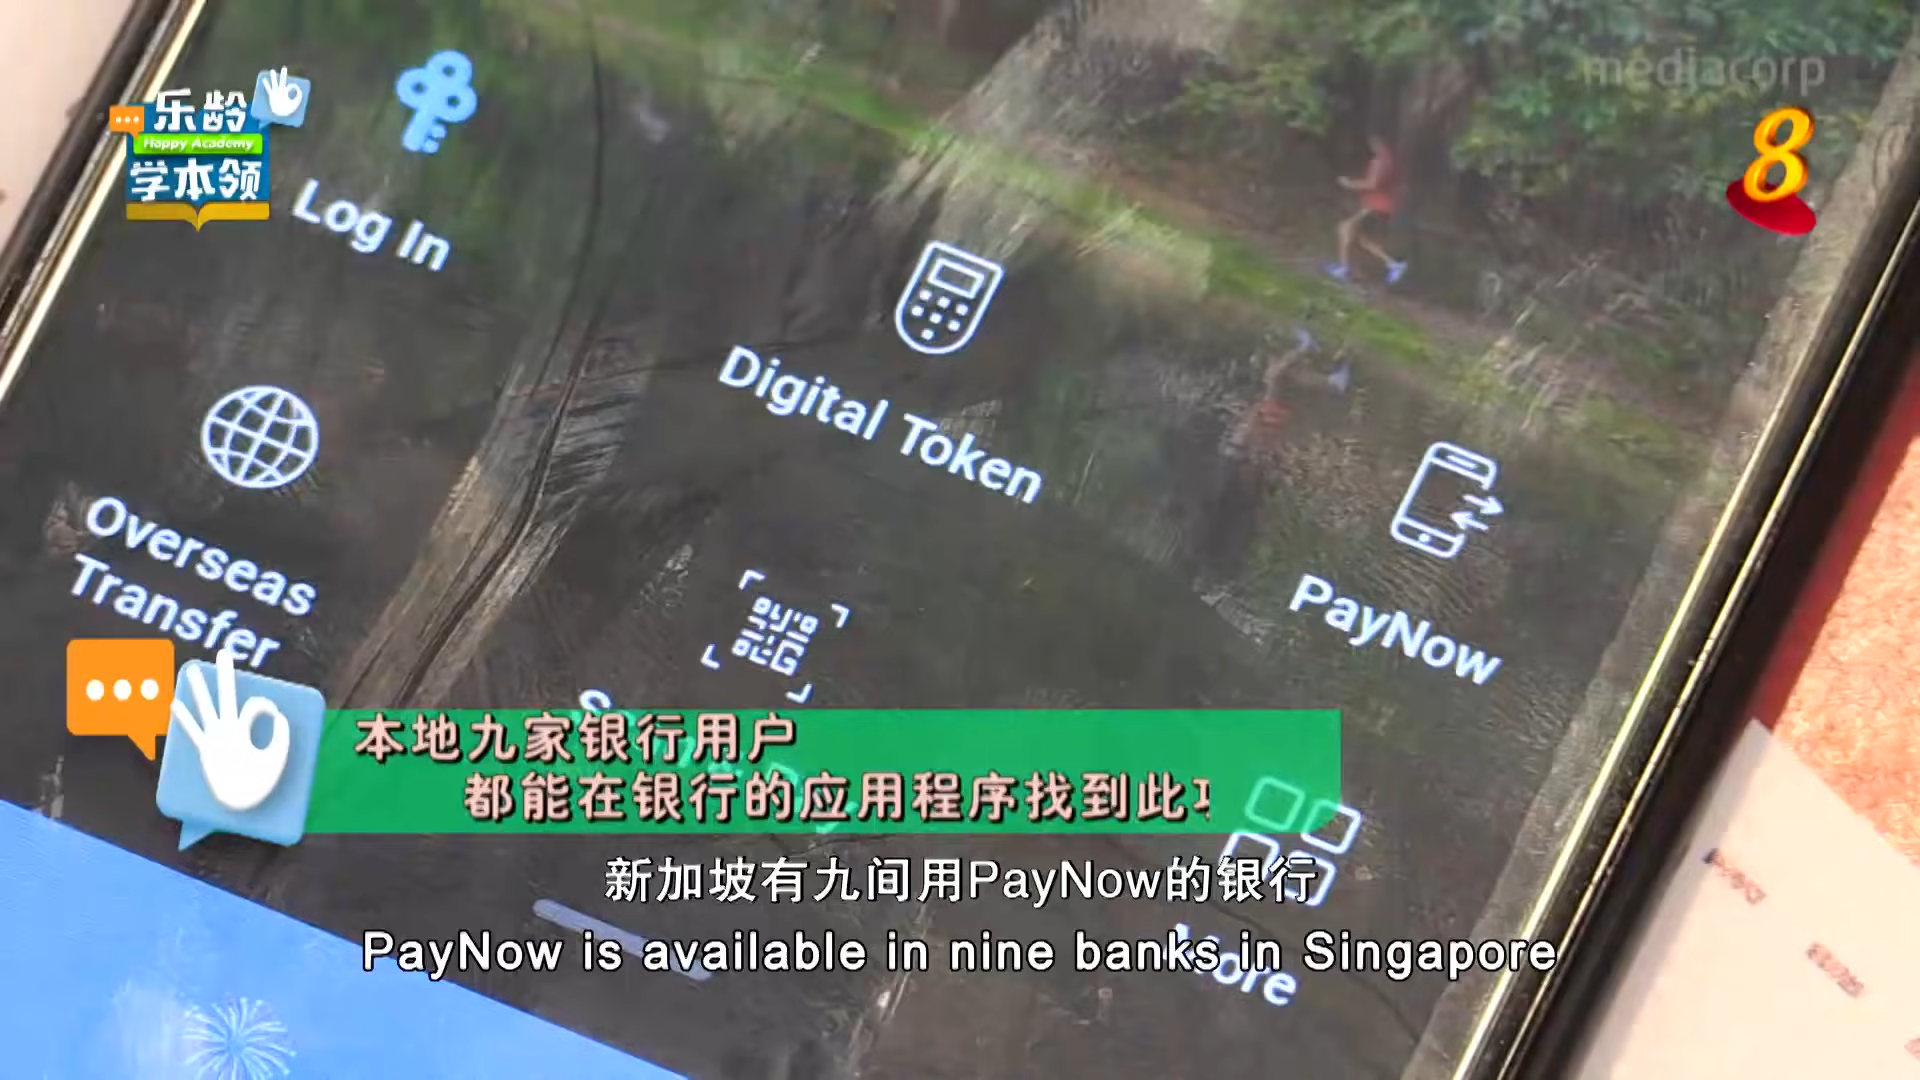 mediacorp
8
乐龄
Happy Academy
学本领
Log In
Digital Token
PayNow
Overseas
Transfer
More
本地九家银行用户
都能在银行的应用程序找到此
新加坡有九间用PayNow的银行
PayNow is available in nine banks in Singapore